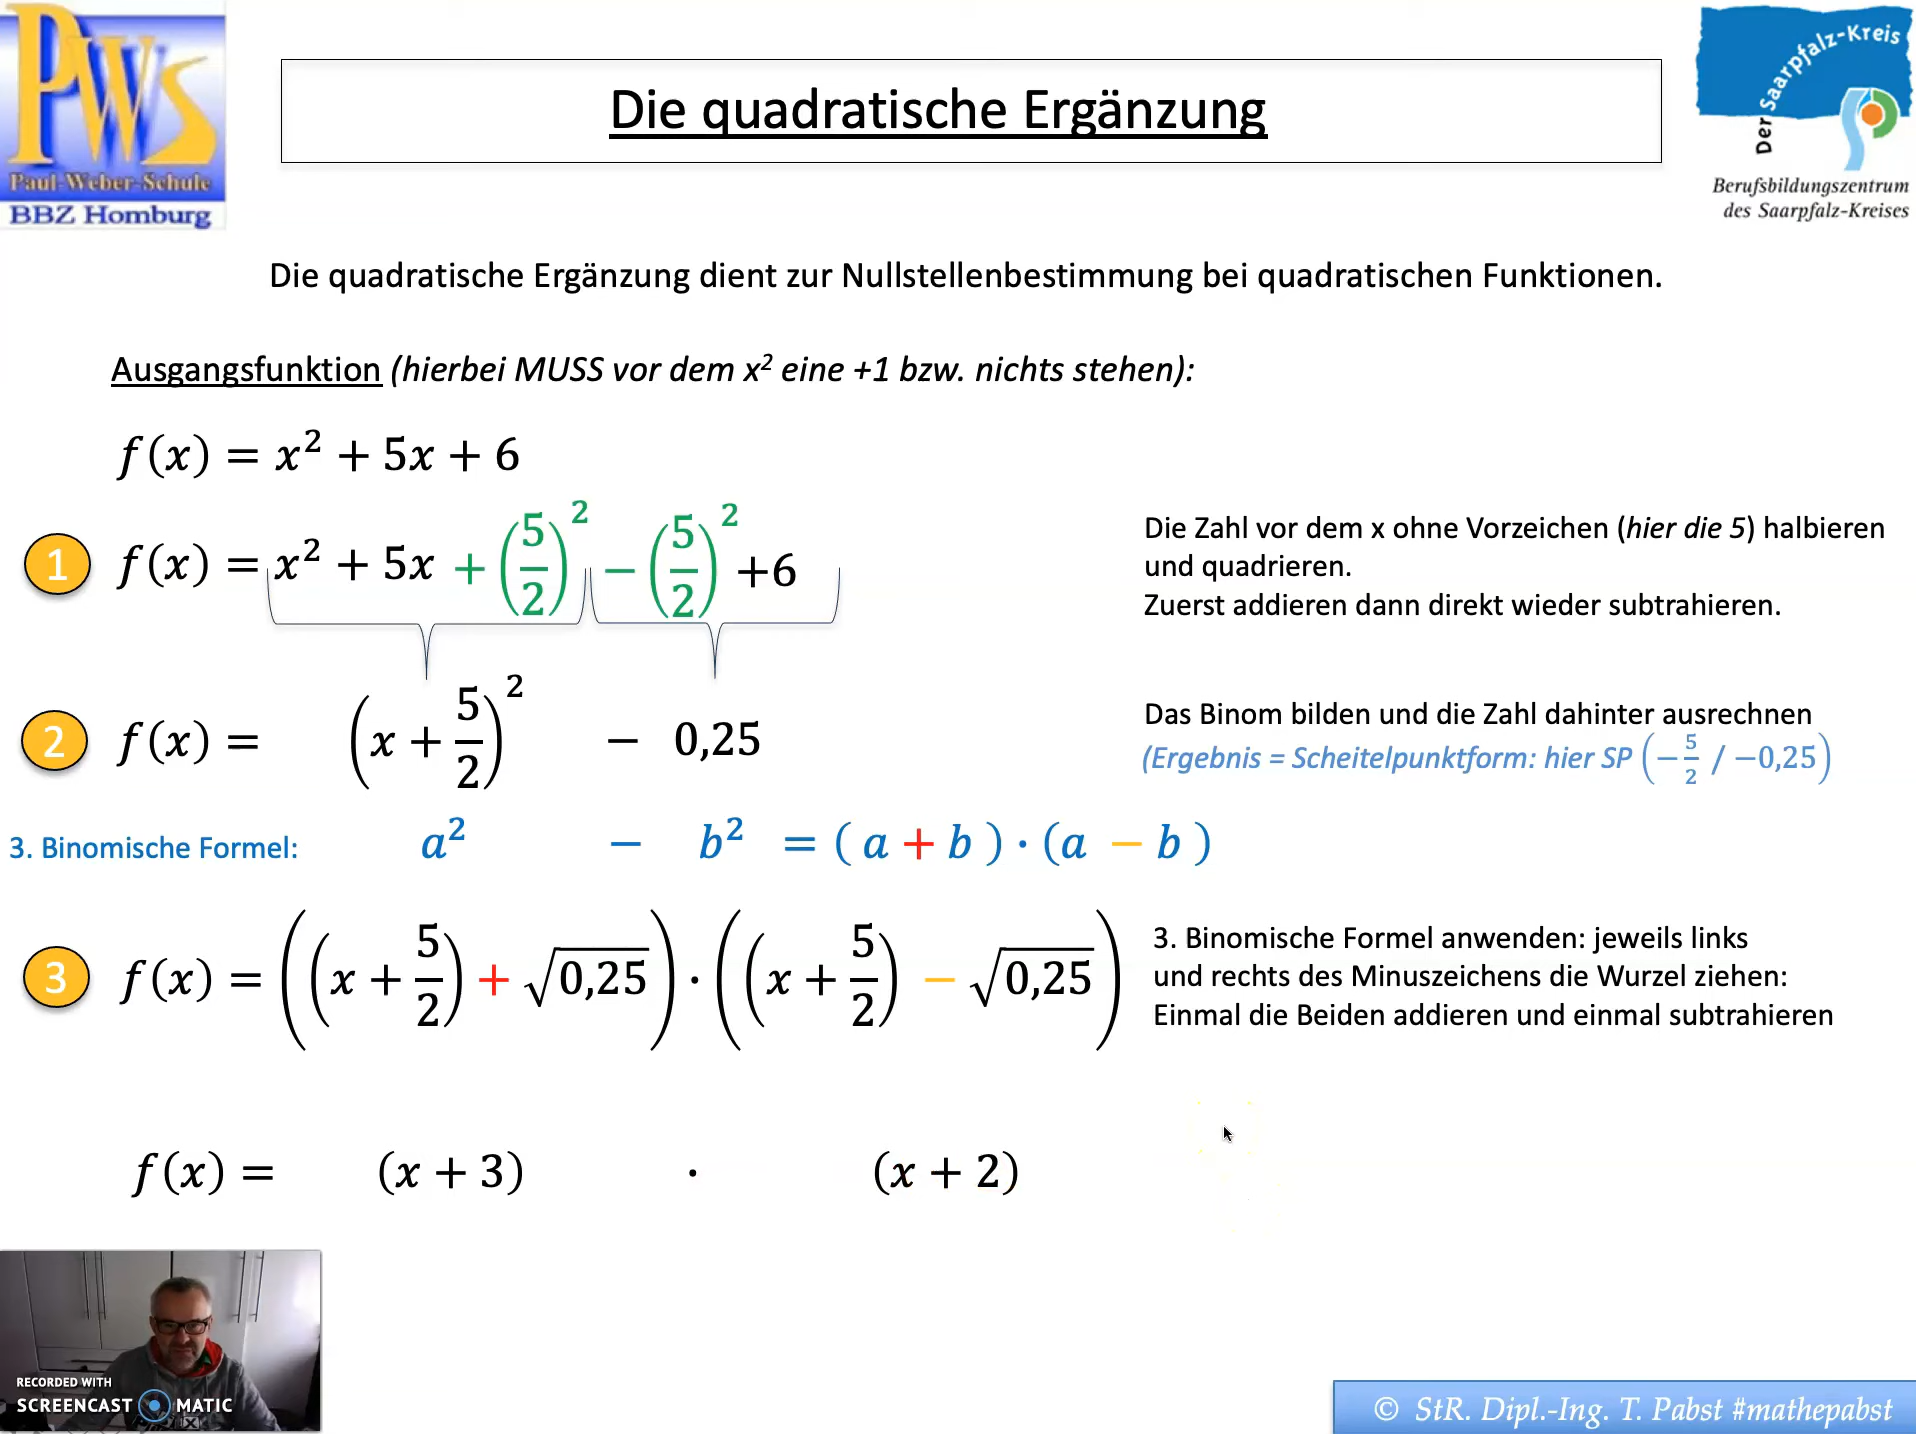 PWS
Paul-Weber-Schule
BBZ Homburg
Die quadratische Ergänzung
Der Saarpfalz-Kreis
Berufsbildungszentrum
des Saarpfalz-Kreises
Die quadratische Ergänzung dient zur Nullstellenbestimmung bei quadratischen Funktionen.
Ausgangsfunktion (hierbei MUSS vor dem x² eine +1 bzw. nichts stehen):
f(x) = x² + 5x + 6
1 f(x) = x² + 5x + (5/2)² − (5/2)² +6
Die Zahl vor dem x ohne Vorzeichen (hier die 5) halbieren
und quadrieren.
Zuerst addieren dann direkt wieder subtrahieren.
2 f(x) = (x + 5/2)² − 0,25
Das Binom bilden und die Zahl dahinter ausrechnen
(Ergebnis = Scheitelpunktform: hier SP (−5/2 / −0,25)
3. Binomische Formel: a² − b² = ( a + b ) · (a − b )
3 f(x) = ((x + 5/2) + √0,25) · ((x + 5/2) − √0,25)
3. Binomische Formel anwenden: jeweils links
und rechts des Minuszeichens die Wurzel ziehen:
Einmal die Beiden addieren und einmal subtrahieren
f(x) = (x + 3) · (x + 2)
RECORDED WITH
SCREENCAST MATIC
© StR. Dipl.-Ing. T. Pabst #mathepabst